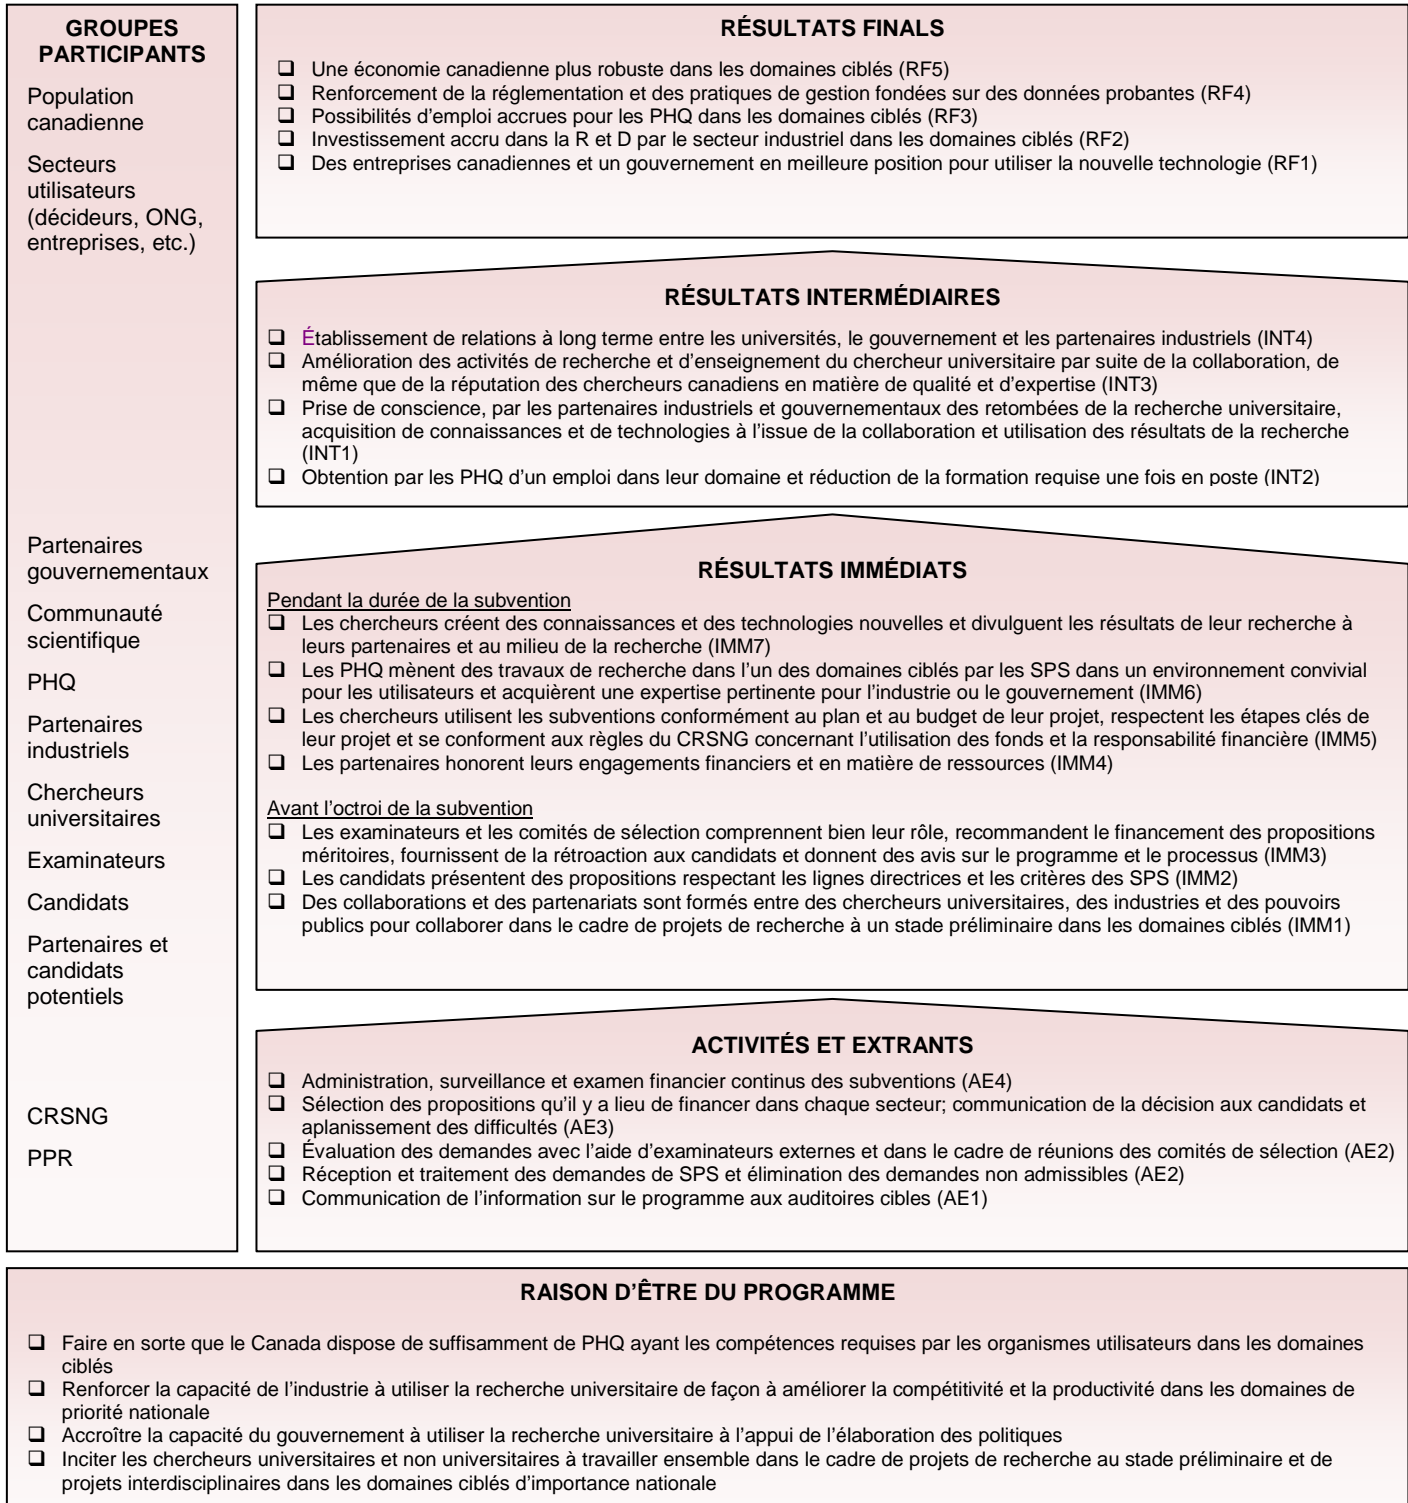 GROUPES
PARTICIPANTS
Population
canadienne
Secteurs
utilisateurs
(décideurs, ONG,
entreprises, etc.)
Partenaires
gouvernementaux
Communauté
scientifique
PHQ
Partenaires
industriels
Chercheurs
universitaires
Examinateurs
Candidats
Partenaires et
candidats
potentiels
CRSNG
PPR
RÉSULTATS FINALS
❑ Une économie canadienne plus robuste dans les domaines ciblés (RF5)
❑ Renforcement de la réglementation et des pratiques de gestion fondées sur des données probantes (RF4)
❑ Possibilités d'emploi accrues pour les PHQ dans les domaines ciblés (RF3)
❑ Investissement accru dans la R et D par le secteur industriel dans les domaines ciblés (RF2)
❑ Des entreprises canadiennes et un gouvernement en meilleure position pour utiliser la nouvelle technologie (RF1)
RÉSULTATS INTERMÉDIAIRES
❑ Établissement de relations à long terme entre les universités, le gouvernement et les partenaires industriels (INT4)
❑ Amélioration des activités de recherche et d'enseignement du chercheur universitaire par suite de la collaboration, de
même que de la réputation des chercheurs canadiens en matière de qualité et d'expertise (INT3)
❑ Prise de conscience, par les partenaires industriels et gouvernementaux des retombées de la recherche universitaire,
acquisition de connaissances et de technologies à l'issue de la collaboration et utilisation des résultats de la recherche
(INT1)
❑ Obtention par les PHQ d'un emploi dans leur domaine et réduction de la formation requise une fois en poste (INT2)
RÉSULTATS IMMÉDIATS
Pendant la durée de la subvention
❑ Les chercheurs créent des connaissances et des technologies nouvelles et divulguent les résultats de leur recherche à
leurs partenaires et au milieu de la recherche (IMM7)
❑ Les PHQ mènent des travaux de recherche dans l'un des domaines ciblés par les SPS dans un environnement convivial
pour les utilisateurs et acquièrent une expertise pertinente pour l'industrie ou le gouvernement (IMM6)
❑ Les chercheurs utilisent les subventions conformément au plan et au budget de leur projet, respectent les étapes clés de
leur projet et se conforment aux règles du CRSNG concernant l'utilisation des fonds et la responsabilité financière (IMM5)
❑ Les partenaires honorent leurs engagements financiers et en matière de ressources (IMM4)
Avant l'octroi de la subvention
❑ Les examinateurs et les comités de sélection comprennent bien leur rôle, recommandent le financement des propositions
méritoires, fournissent de la rétroaction aux candidats et donnent des avis sur le programme et le processus (IMM3)
❑ Les candidats présentent des propositions respectant les lignes directrices et les critères des SPS (IMM2)
❑ Des collaborations et des partenariats sont formés entre des chercheurs universitaires, des industries et des pouvoirs
publics pour collaborer dans le cadre de projets de recherche à un stade préliminaire dans les domaines ciblés (IMM1)
ACTIVITÉS ET EXTRANTS
❑ Administration, surveillance et examen financier continus des subventions (AE4)
❑ Sélection des propositions qu'il y a lieu de financer dans chaque secteur; communication de la décision aux candidats et
aplanissement des difficultés (AE3)
❑ Évaluation des demandes avec l'aide d'examinateurs externes et dans le cadre de réunions des comités de sélection (AE2)
❑ Réception et traitement des demandes de SPS et élimination des demandes non admissibles (AE2)
❑ Communication de l'information sur le programme aux auditoires cibles (AE1)
RAISON D'ÊTRE DU PROGRAMME
❑ Faire en sorte que le Canada dispose de suffisamment de PHQ ayant les compétences requises par les organismes utilisateurs dans les domaines
ciblés
❑ Renforcer la capacité de l'industrie à utiliser la recherche universitaire de façon à améliorer la compétitivité et la productivité dans les domaines de
priorité nationale
❑ Accroître la capacité du gouvernement à utiliser la recherche universitaire à l'appui de l'élaboration des politiques
❑ Inciter les chercheurs universitaires et non universitaires à travailler ensemble dans le cadre de projets de recherche au stade préliminaire et de
projets interdisciplinaires dans les domaines ciblés d'importance nationale